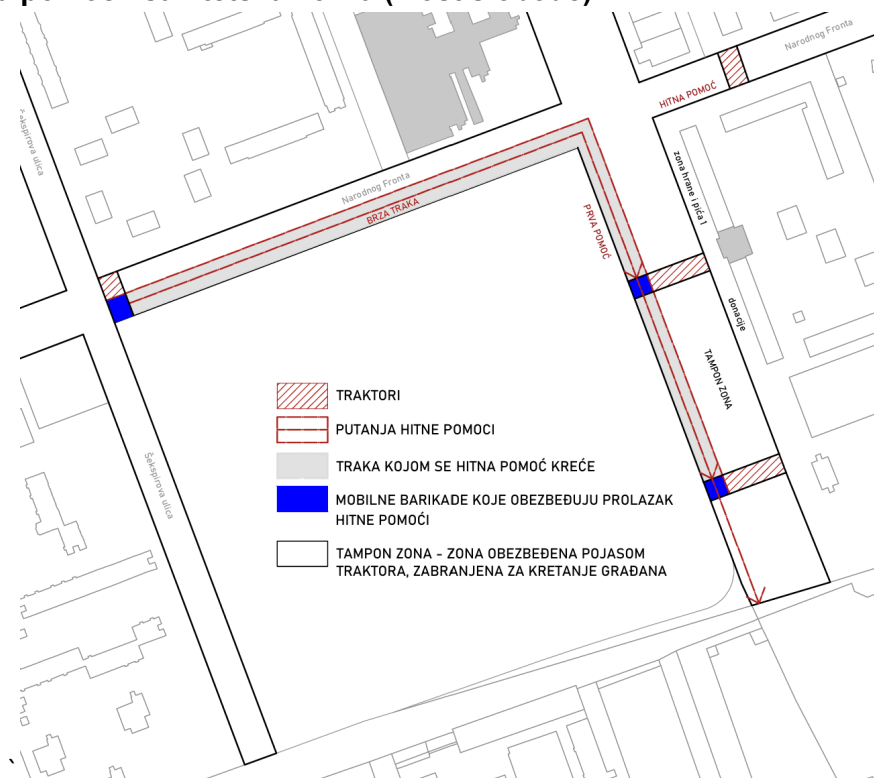 Narodnog Fronta
HITNA POMOĆ
Šekspirova ulica
zona hrane i pića 1
Narodnog Fronta
BRZA TRAKA
PRVA POMOĆ
donacije
TAMPON ZONA
TRAKTORI
PUTANJA HITNE POMOCI
TRAKA KOJOM SE HITNA POMOĆ KREĆE
MOBILNE BARIKADE KOJE OBEZBEĐUJU PROLAZAK
HITNE POMOĆI
TAMPON ZONA - ZONA OBEZBEĐENA POJASOM
TRAKTORA, ZABRANJENA ZA KRETANJE GRAĐANA
Šekspirova ulica